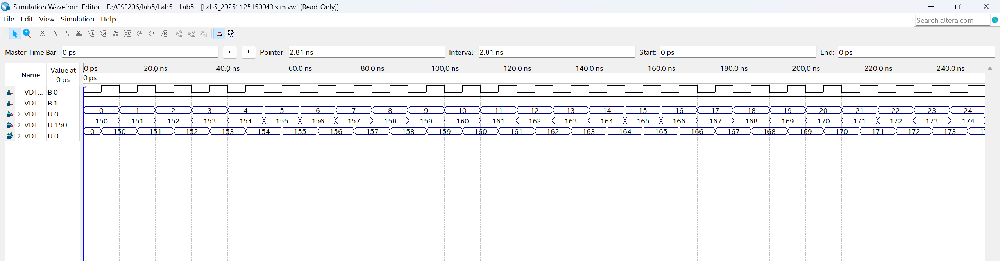 Simulation Waveform Editor - D:/CSE206/lab5/Lab5 - Lab5 - [Lab5_20251125150043.sim.vwf (Read-Only)]
File Edit View Simulation Help
Search altera.com
Master Time Bar: 0 ps Pointer: 2.81 ns Interval: 2.81 ns Start: 0 ps End: 0 ps
Name Value at 0 ps
0 ps 20.0 ns 40.0 ns 60.0 ns 80.0 ns 100.0 ns 120.0 ns 140.0 ns 160.0 ns 180.0 ns 200.0 ns 220.0 ns 240.0 ns
0 ps
in VDT... B 0
in VDT... B 1
in VDT... U 0 0 1 2 3 4 5 6 7 8 9 10 11 12 13 14 15 16 17 18 19 20 21 22 23 24
in VDT... U 150 150 151 152 153 154 155 156 157 158 159 160 161 162 163 164 165 166 167 168 169 170 171 172 173 174
out VDT... U 0 0 150 151 152 153 154 155 156 157 158 159 160 161 162 163 164 165 166 167 168 169 170 171 172 173